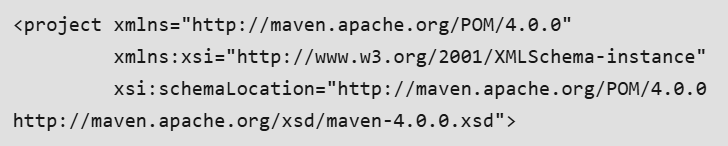 <project xmlns="http://maven.apache.org/POM/4.0.0"
         xmlns:xsi="http://www.w3.org/2001/XMLSchema-instance"
         xsi:schemaLocation="http://maven.apache.org/POM/4.0.0
http://maven.apache.org/xsd/maven-4.0.0.xsd">